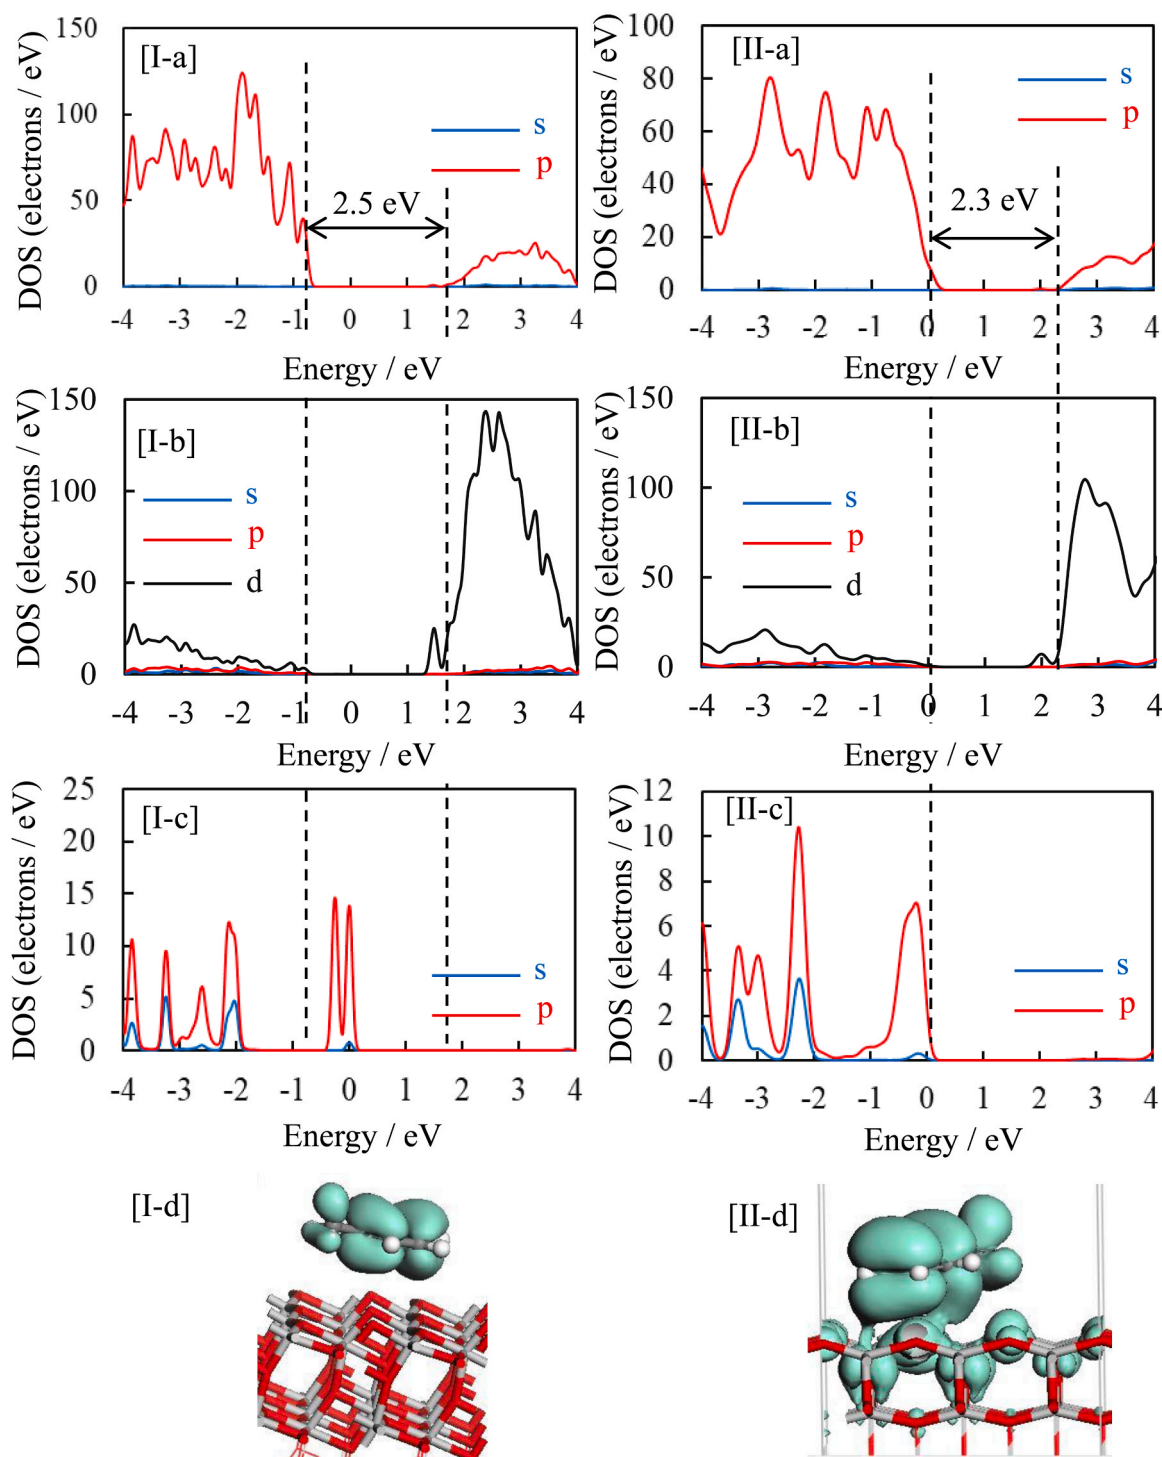 [I-a]
DOS (electrons / eV)
150
100
50
0
-4 -3 -2 -1 0 1 2 3 4
Energy / eV
s
p
2.5 eV
[II-a]
DOS (electrons / eV)
100
80
60
40
20
0
-4 -3 -2 -1 0 1 2 3 4
Energy / eV
s
p
2.3 eV
[I-b]
DOS (electrons / eV)
150
100
50
0
-4 -3 -2 -1 0 1 2 3 4
Energy / eV
s
p
d
[II-b]
DOS (electrons / eV)
150
100
50
0
-4 -3 -2 -1 0 1 2 3 4
Energy / eV
s
p
d
[I-c]
DOS (electrons / eV)
25
20
15
10
5
0
-4 -3 -2 -1 0 1 2 3 4
Energy / eV
s
p
[II-c]
DOS (electrons / eV)
12
10
8
6
4
2
0
-4 -3 -2 -1 0 1 2 3 4
Energy / eV
s
p
[I-d]
[II-d]